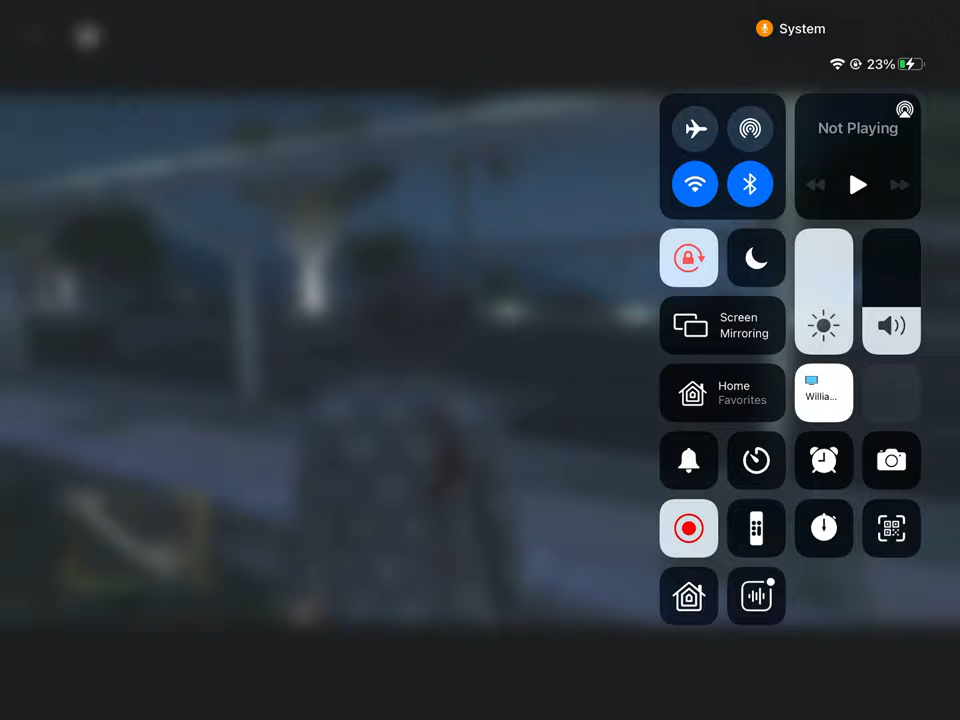 System
23%
Not Playing
Screen
Mirroring
Home
Favorites
Willia...